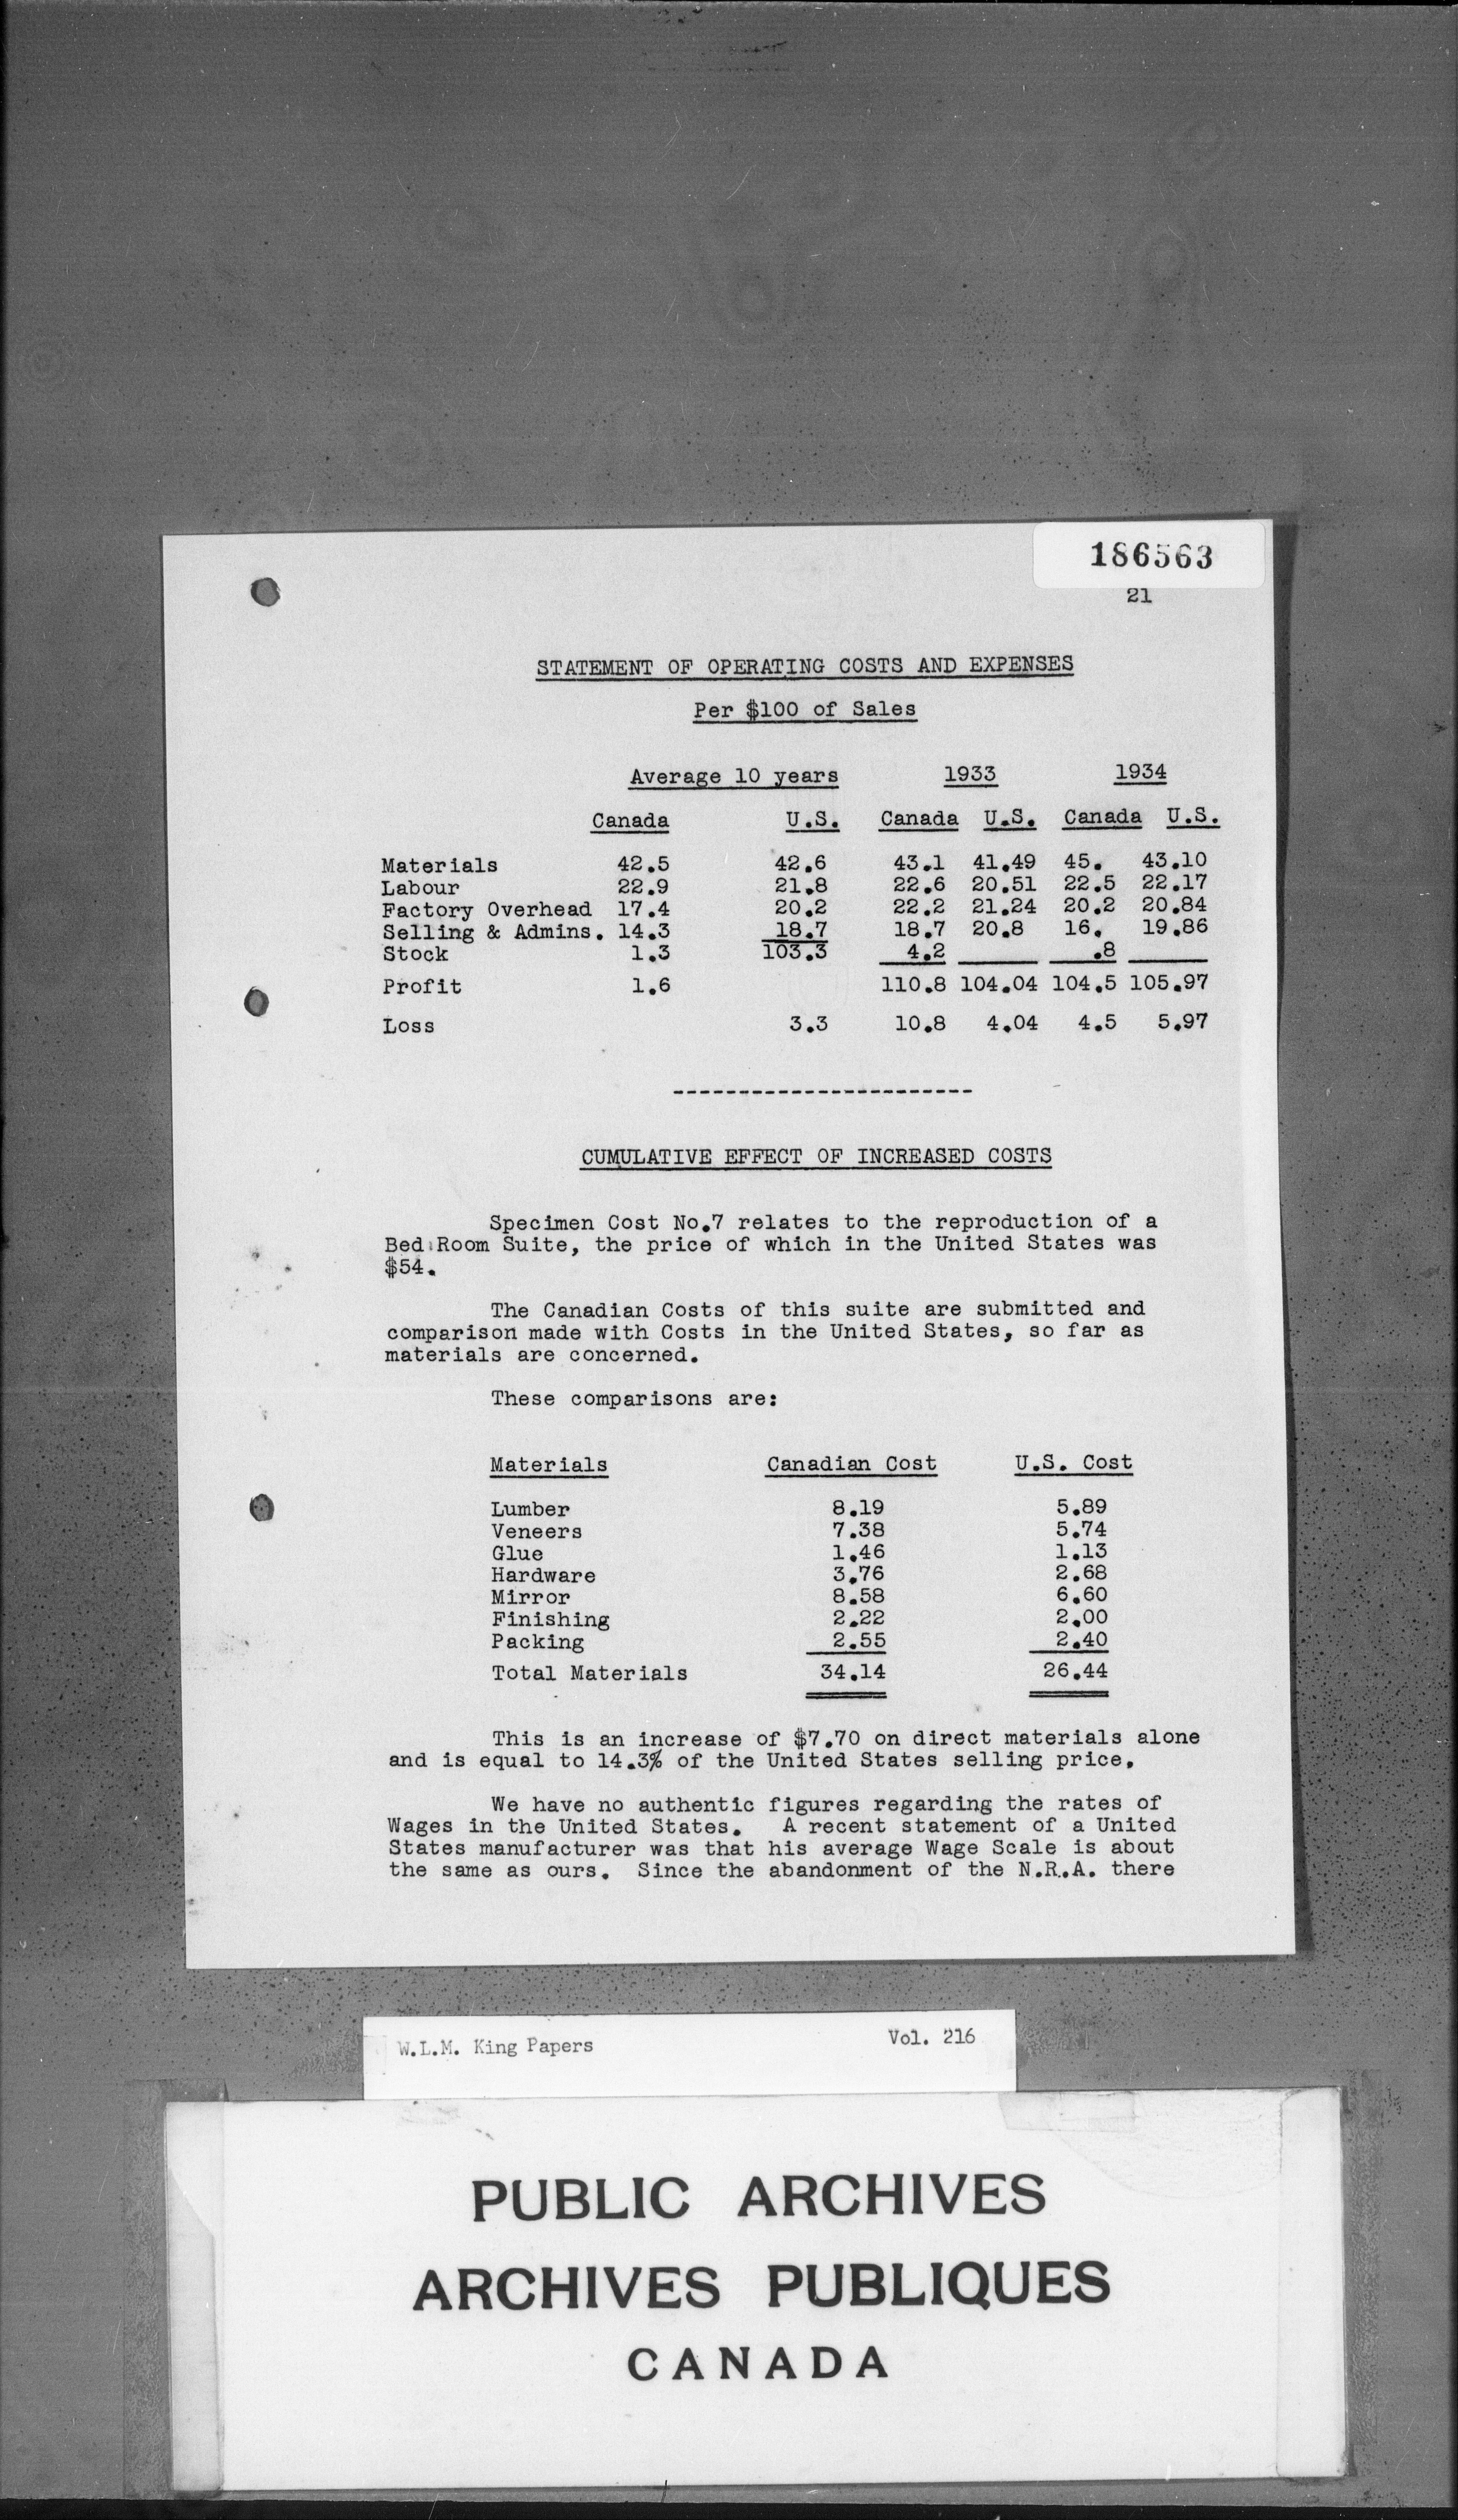 186563
21
STATEMENT OF OPERATING COSTS AND EXPENSES
Per $100 of Sales
Average 10 years 1933 1934
Canada U.S. Canada U.S. Canada U.S.
Materials 42.5 42.6 43.1 41.49 45. 43.10
Labour 22.9 21.8 22.6 20.51 22.5 22.17
Factory Overhead 17.4 20.2 22.2 21.24 20.2 20.84
Selling & Admins. 14.3 18.7 18.7 20.8 16. 19.86
Stock 1.3 103.3 4.2 .8
Profit 1.6 110.8 104.04 104.5 105.97
Loss 3.3 10.8 4.04 4.5 5.97
-----------------------
CUMULATIVE EFFECT OF INCREASED COSTS
Specimen Cost No.7 relates to the reproduction of a
Bed Room Suite, the price of which in the United States was
$54.
The Canadian Costs of this suite are submitted and
comparison made with Costs in the United States, so far as
materials are concerned.
These comparisons are:
Materials Canadian Cost U.S. Cost
Lumber 8.19 5.89
Veneers 7.38 5.74
Glue 1.46 1.13
Hardware 3.76 2.68
Mirror 8.58 6.60
Finishing 2.22 2.00
Packing 2.55 2.40
Total Materials 34.14 26.44
This is an increase of $7.70 on direct materials alone
and is equal to 14.3% of the United States selling price.
We have no authentic figures regarding the rates of
Wages in the United States. A recent statement of a United
States manufacturer was that his average Wage Scale is about
the same as ours. Since the abandonment of the N.R.A. there
W.L.M. King Papers Vol. 216
PUBLIC ARCHIVES
ARCHIVES PUBLIQUES
CANADA